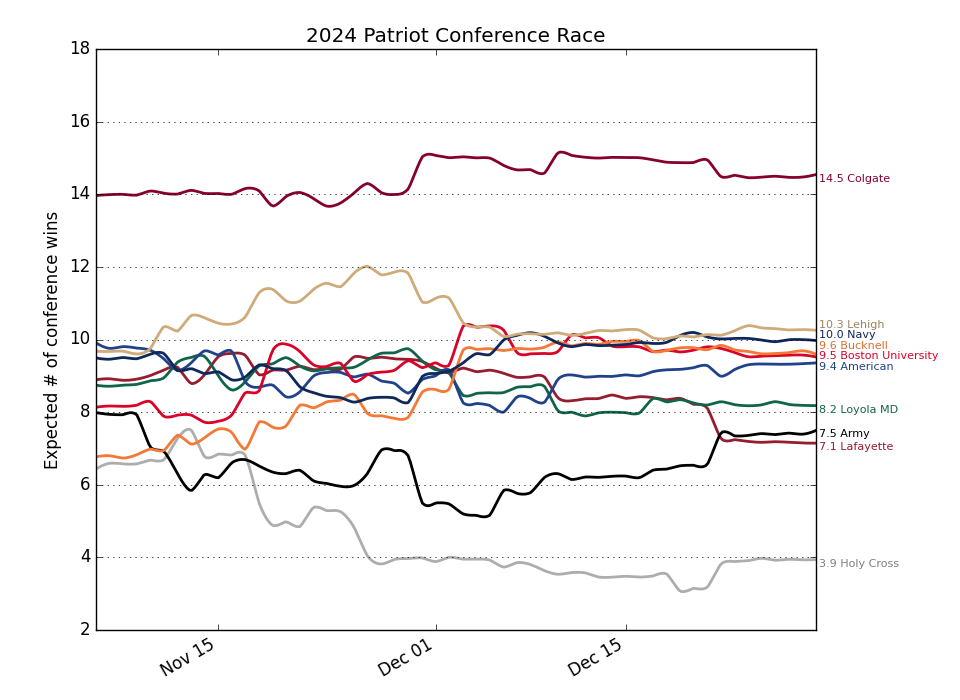 2024 Patriot Conference Race
Expected # of conference wins
18
16
14
12
10
8
6
4
2
Nov 15
Dec 01
Dec 15
14.5 Colgate
10.3 Lehigh
10.0 Navy
9.6 Bucknell
9.5 Boston University
9.4 American
8.2 Loyola MD
7.5 Army
7.1 Lafayette
3.9 Holy Cross